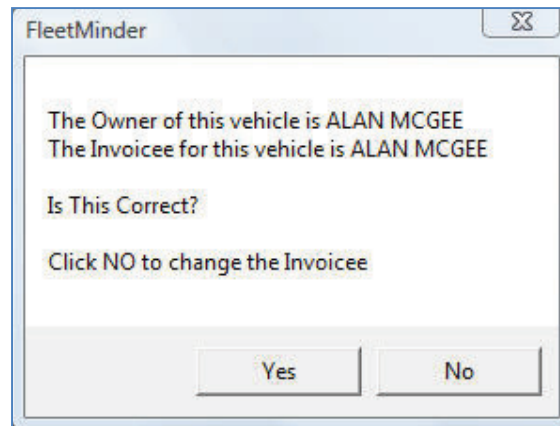 FleetMinder
The Owner of this vehicle is ALAN MCGEE
The Invoicee for this vehicle is ALAN MCGEE
Is This Correct?
Click NO to change the Invoicee
Yes
No